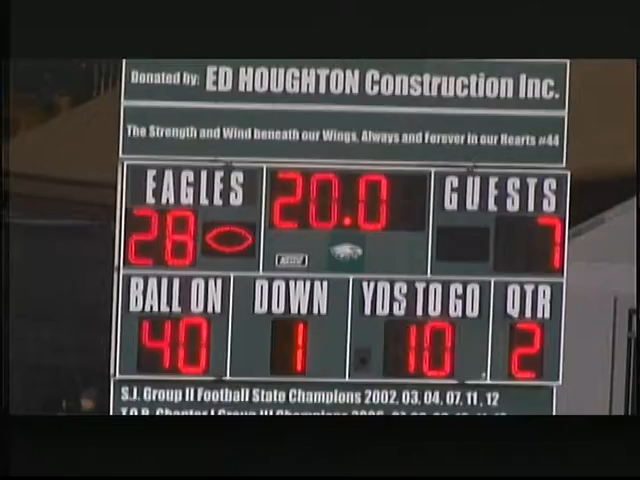 Donated by: ED HOUGHTON Construction Inc.
The Strength and Wind beneath our Wings, Always and Forever in our Hearts #44
EAGLES 20.0 GUESTS
28 7
BALL ON DOWN YDS TO GO QTR
40 1 10 2
S.J. Group II Football State Champions 2002, 03, 04, 07, 11, 12